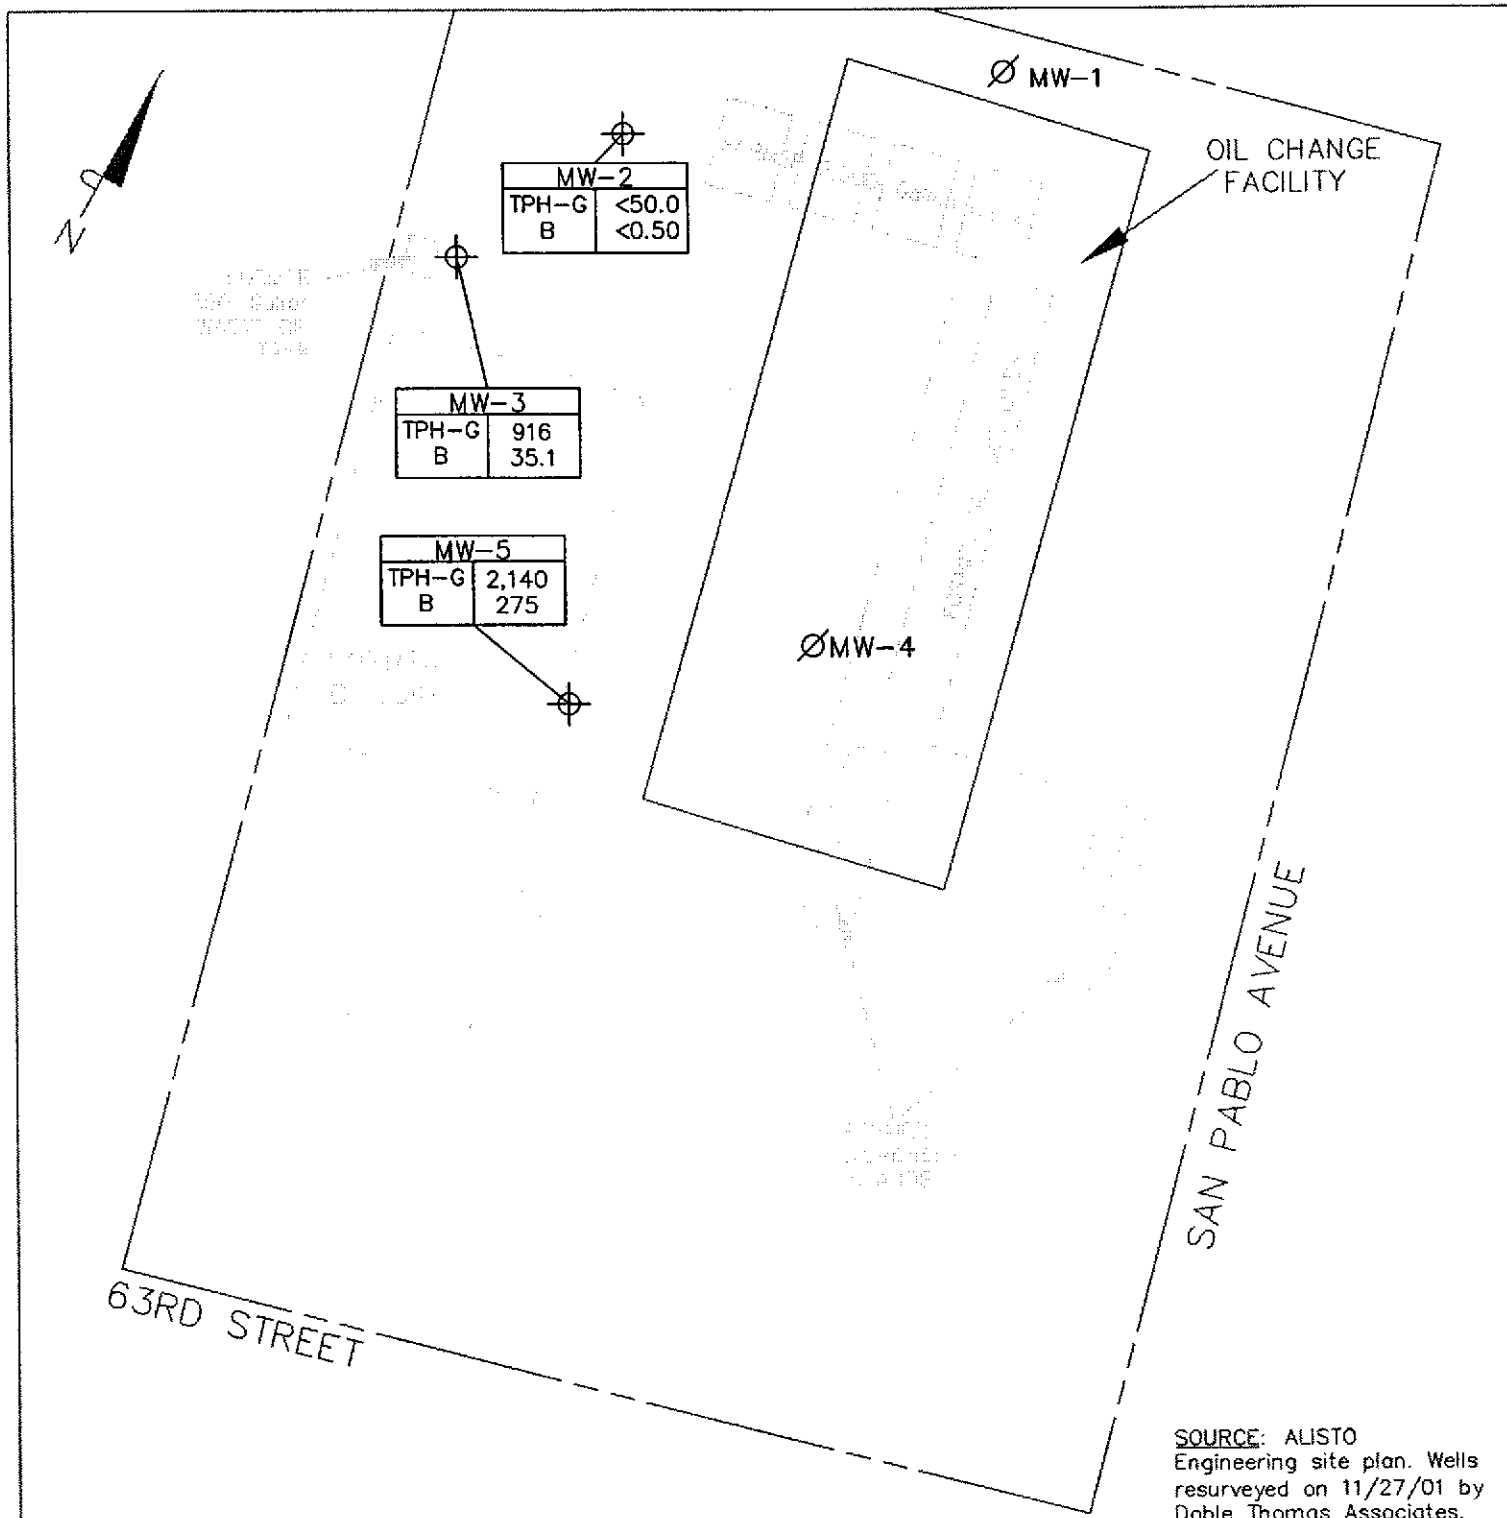 Ø MW-1
OIL CHANGE
FACILITY
N
MW-2
TPH-G <50.0
B <0.50
MW-3
TPH-G 916
B 35.1
MW-5
TPH-G 2,140
B 275
ØMW-4
SAN PABLO AVENUE
63RD STREET
SOURCE: ALISTO
Engineering site plan. Wells
resurveyed on 11/27/01 by
Doble Thomas Associates.